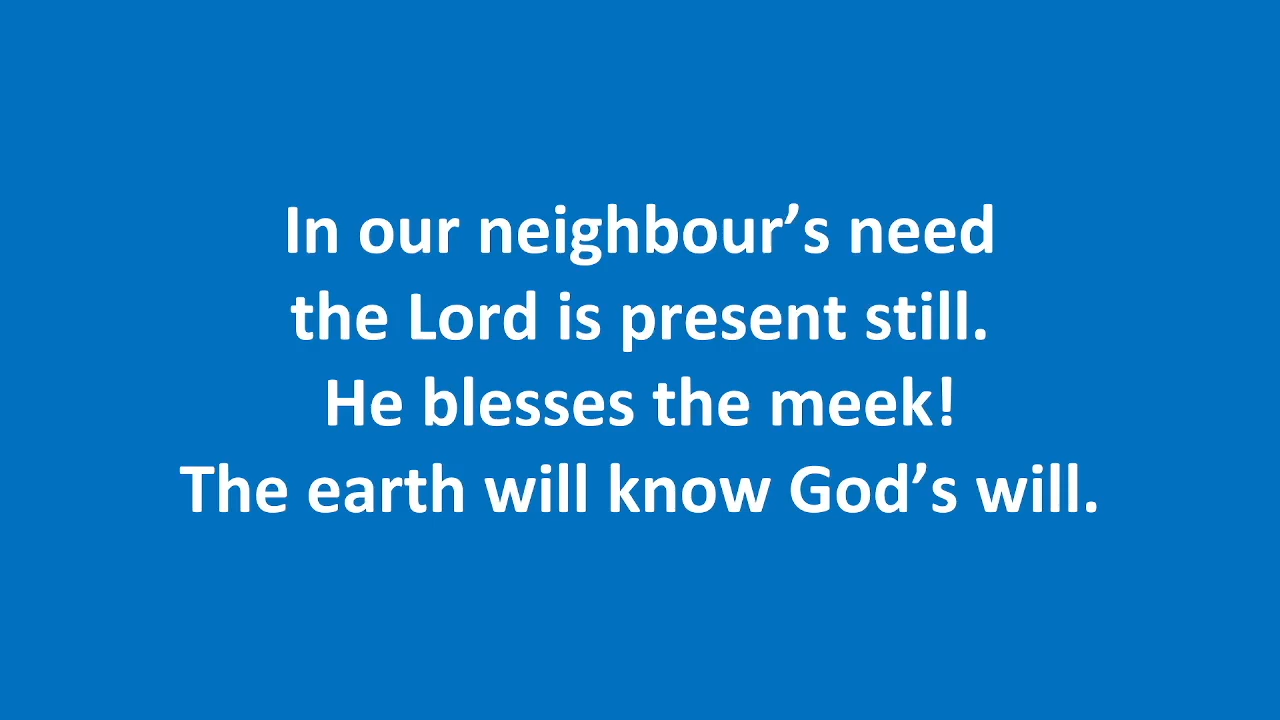 In our neighbour’s need
the Lord is present still.
He blesses the meek!
The earth will know God’s will.